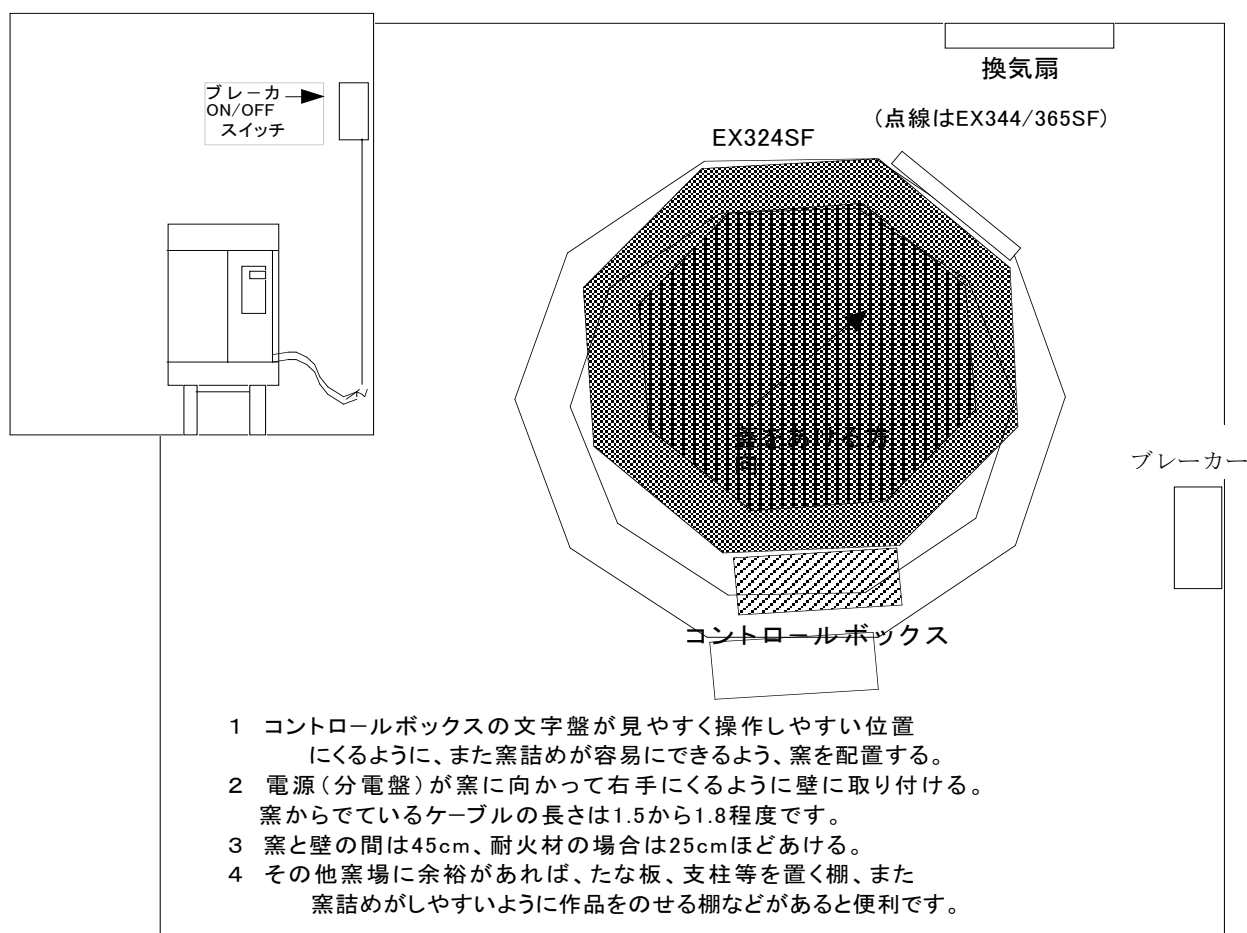 ブレーカ
ON/OFF
スイッチ
換気扇
（点線はEX344/365SF）
EX324SF
ブレーカー
コントロールボックス
1 コントロールボックスの文字盤が見やすく操作しやすい位置
にくるように、また窯詰めが容易にできるよう、窯を配置する。
2 電源（分電盤）が窯に向かって右手にくるように壁に取り付ける。
窯からでているケーブルの長さは1.5から1.8程度です。
3 窯と壁の間は45cm、耐火材の場合は25cmほどあける。
4 その他窯場に余裕があれば、たな板、支柱等を置く棚、また
窯詰めがしやすいように作品をのせる棚などがあると便利です。